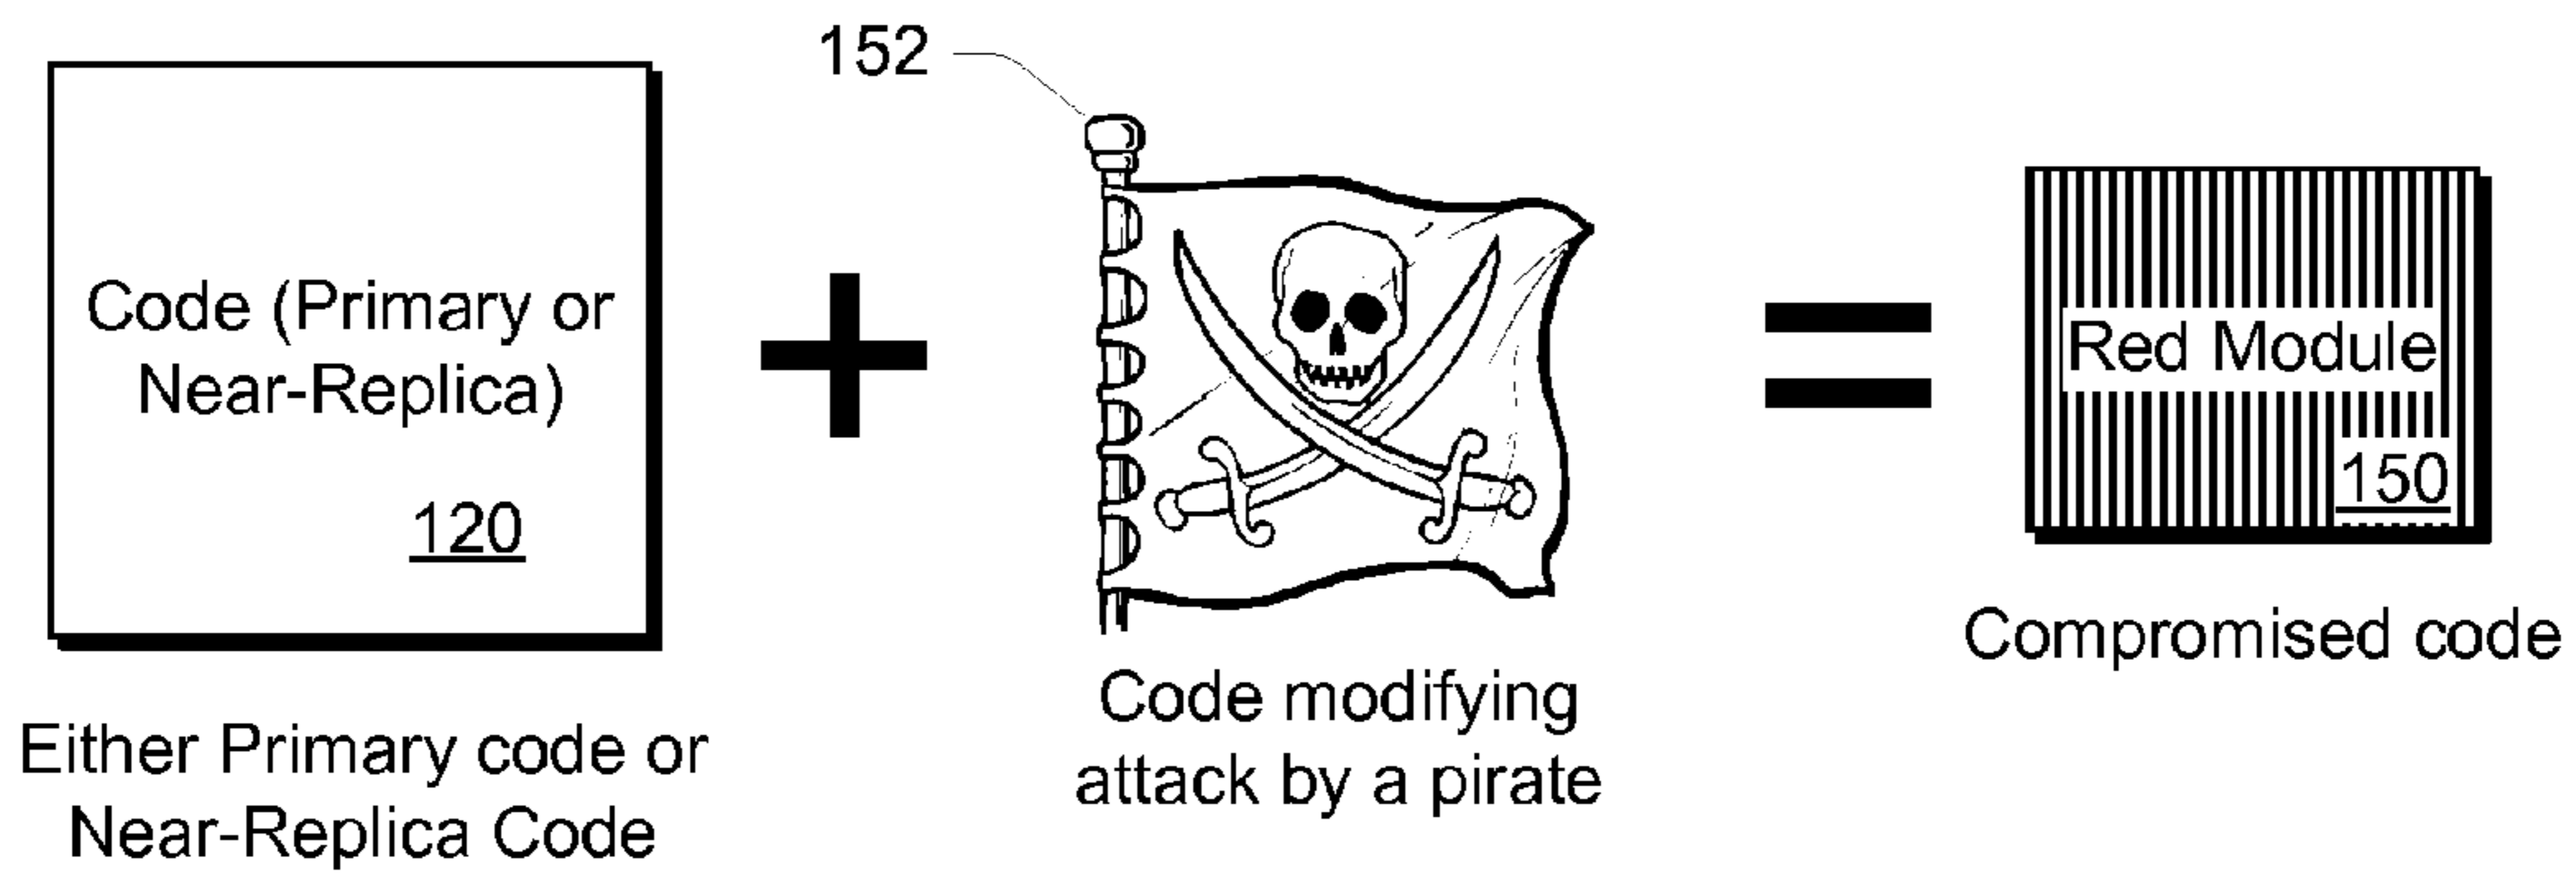 152
Code (Primary or
Near-Replica)
120
Either Primary code or
Near-Replica Code
+
Code modifying
attack by a pirate
=
Red Module
150
Compromised code